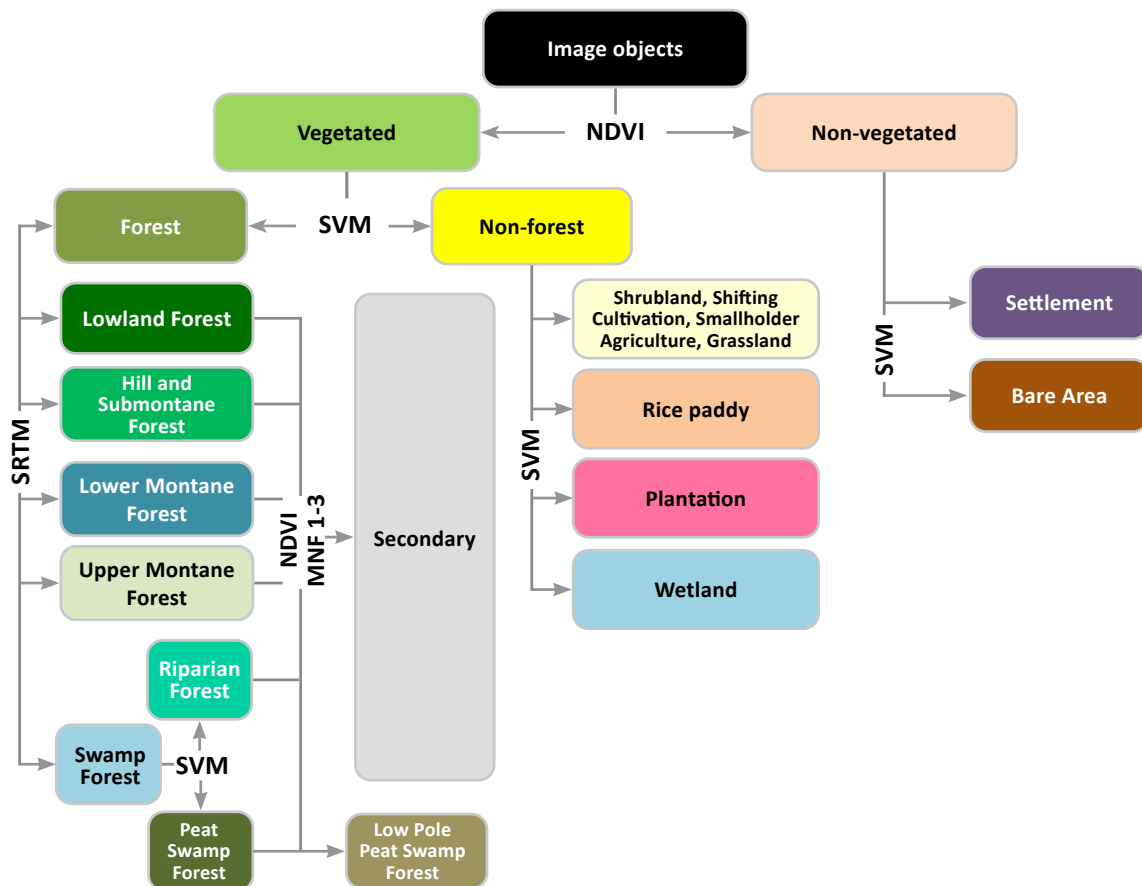 Image objects
Vegetated
NDVI
Non-vegetated
Forest
SVM
Non-forest
Lowland Forest
Shrubland, Shifting
Cultivation, Smallholder
Agriculture, Grassland
Settlement
SVM
Hill and
Submontane
Forest
Rice paddy
Bare Area
SRTM
SVM
Lower Montane
Forest
NDVI
MNF 1-3
Secondary
Plantation
Upper Montane
Forest
Wetland
Riparian
Forest
Swamp
Forest
SVM
Peat
Swamp
Forest
Low Pole
Peat Swamp
Forest